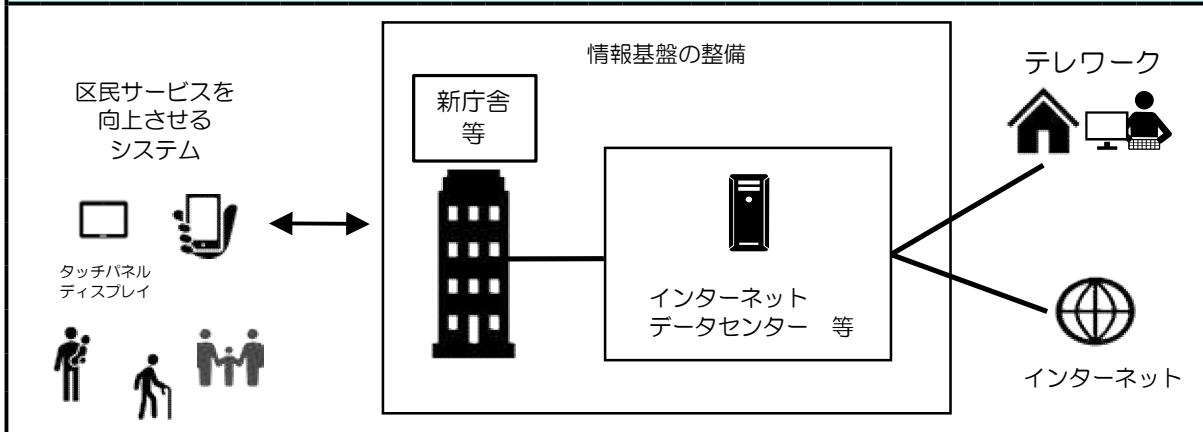 区民サービスを
向上させる
システム
タッチパネル
ディスプレイ
情報基盤の整備
新庁舎
等
インターネット
データセンター　等
テレワーク
インターネット